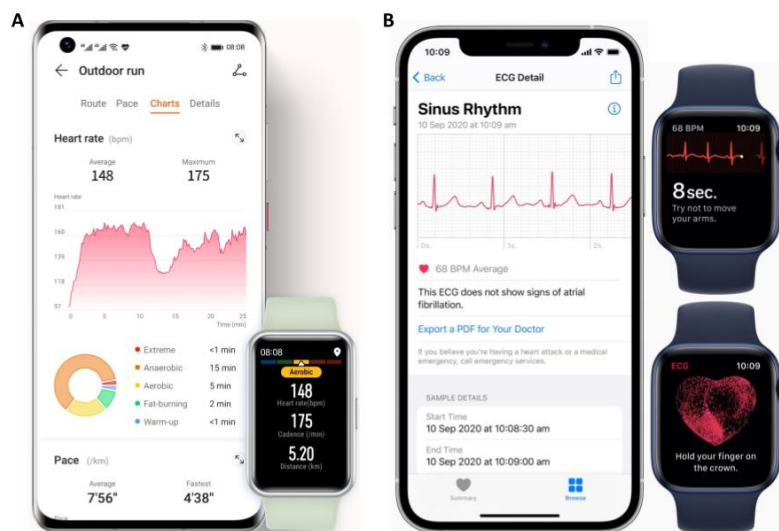 A
08:08
Outdoor run
Route Pace Charts Details
Heart rate (bpm)
Average Maximum
148 175
Heart rate
181
160
139
118
97
0 5 10 15 20 25
Time (min)
Extreme <1 min
Anaerobic 15 min
Aerobic 5 min
Fat-burning 2 min
Warm-up <1 min
Pace (/km)
Average Fastest
7'56" 4'38"
08:08
Aerobic
148
Heart rate(bpm)
175
Cadence (/min)
5.20
Distance (km)
B
10:09
Back ECG Detail
Sinus Rhythm
10 Sep 2020 at 10:09 am
0s. 1s. 2s.
68 BPM Average
This ECG does not show signs of atrial
fibrillation.
Export a PDF for Your Doctor
If you believe you're having a heart attack or a medical
emergency, call emergency services.
SAMPLE DETAILS
Start Time
10 Sep 2020 at 10:08:30 am
End Time
10 Sep 2020 at 10:09:00 am
Summary Browse
68 BPM 10:09
8 sec.
Try not to move
your arms.
ECG 10:09
Hold your finger on
the crown.